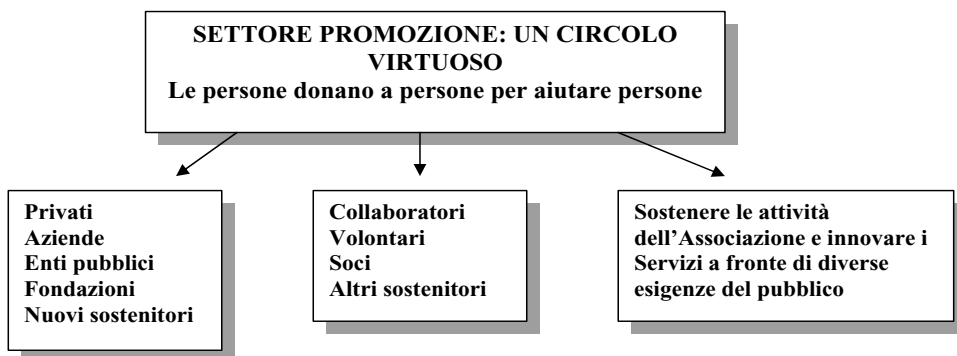 SETTORE PROMOZIONE: UN CIRCOLO
VIRTUOSO
Le persone donano a persone per aiutare persone
Privati
Aziende
Enti pubblici
Fondazioni
Nuovi sostenitori
Collaboratori
Volontari
Soci
Altri sostenitori
Sostenere le attività
dell’Associazione e innovare i
Servizi a fronte di diverse
esigenze del pubblico